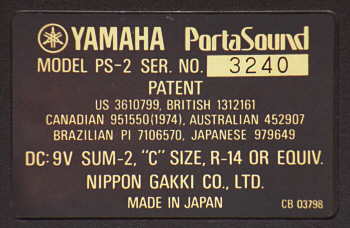 YAMAHA PortaSound
MODEL PS-2 SER. NO. 3240
PATENT
US 3610799, BRITISH 1312161
CANADIAN 951550(1974), AUSTRALIAN 452907
BRAZILIAN PI 7106570, JAPANESE 979649
DC: 9V SUM-2, "C" SIZE, R-14 OR EQUIV.
NIPPON GAKKI CO., LTD.
MADE IN JAPAN
CB 03798